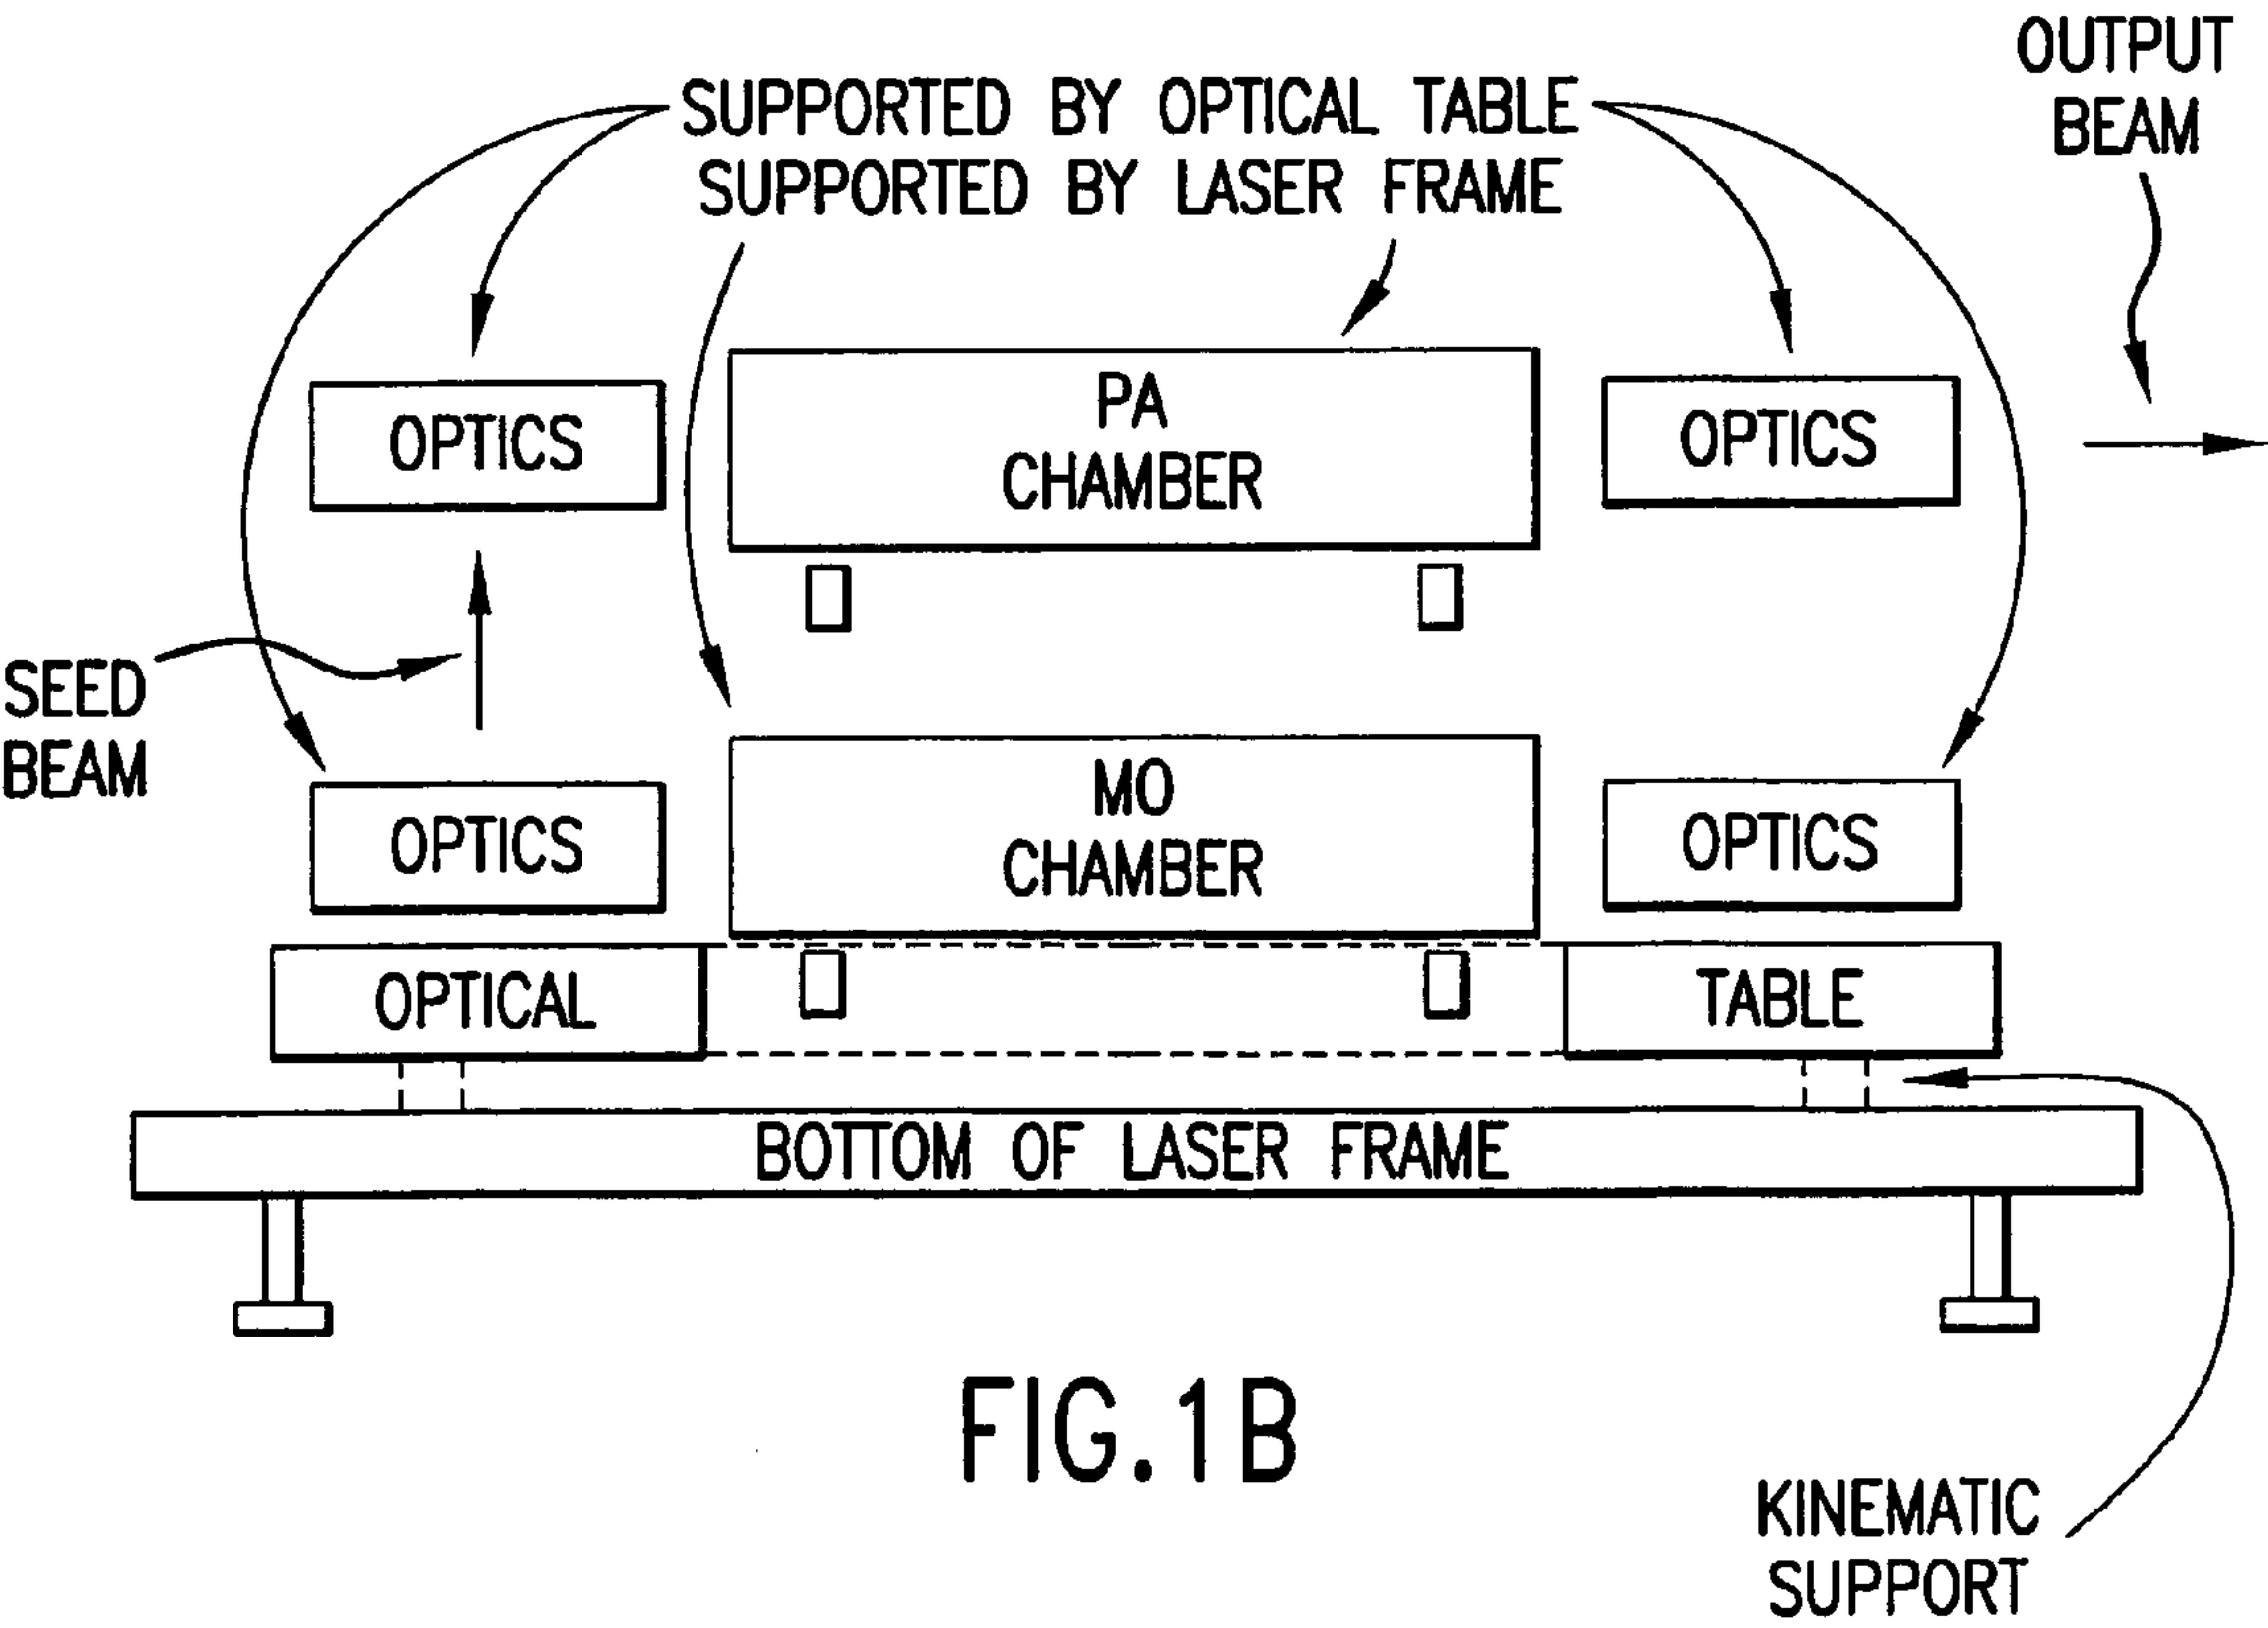 OUTPUT
BEAM
SUPPORTED BY OPTICAL TABLE
SUPPORTED BY LASER FRAME
OPTICS
PA
CHAMBER
OPTICS
SEED
BEAM
OPTICS
MO
CHAMBER
OPTICS
OPTICAL
TABLE
BOTTOM OF LASER FRAME
FIG.1B
KINEMATIC
SUPPORT